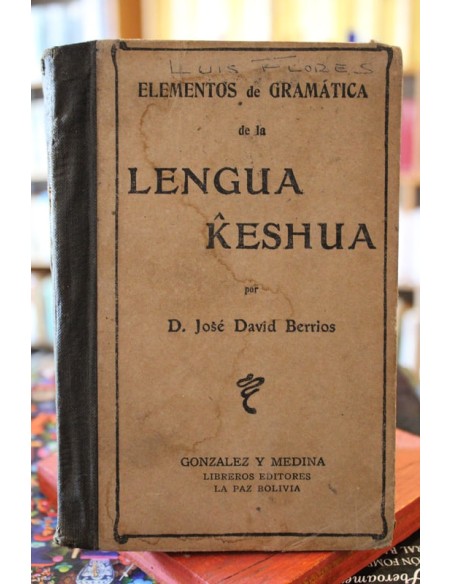 LUIS FLORES
ELEMENTOS de GRAMÁTICA
de la
LENGUA
K̂ESHUA
por
D. José David Berrios
GONZALEZ Y MEDINA
LIBREROS EDITORES
LA PAZ BOLIVIA